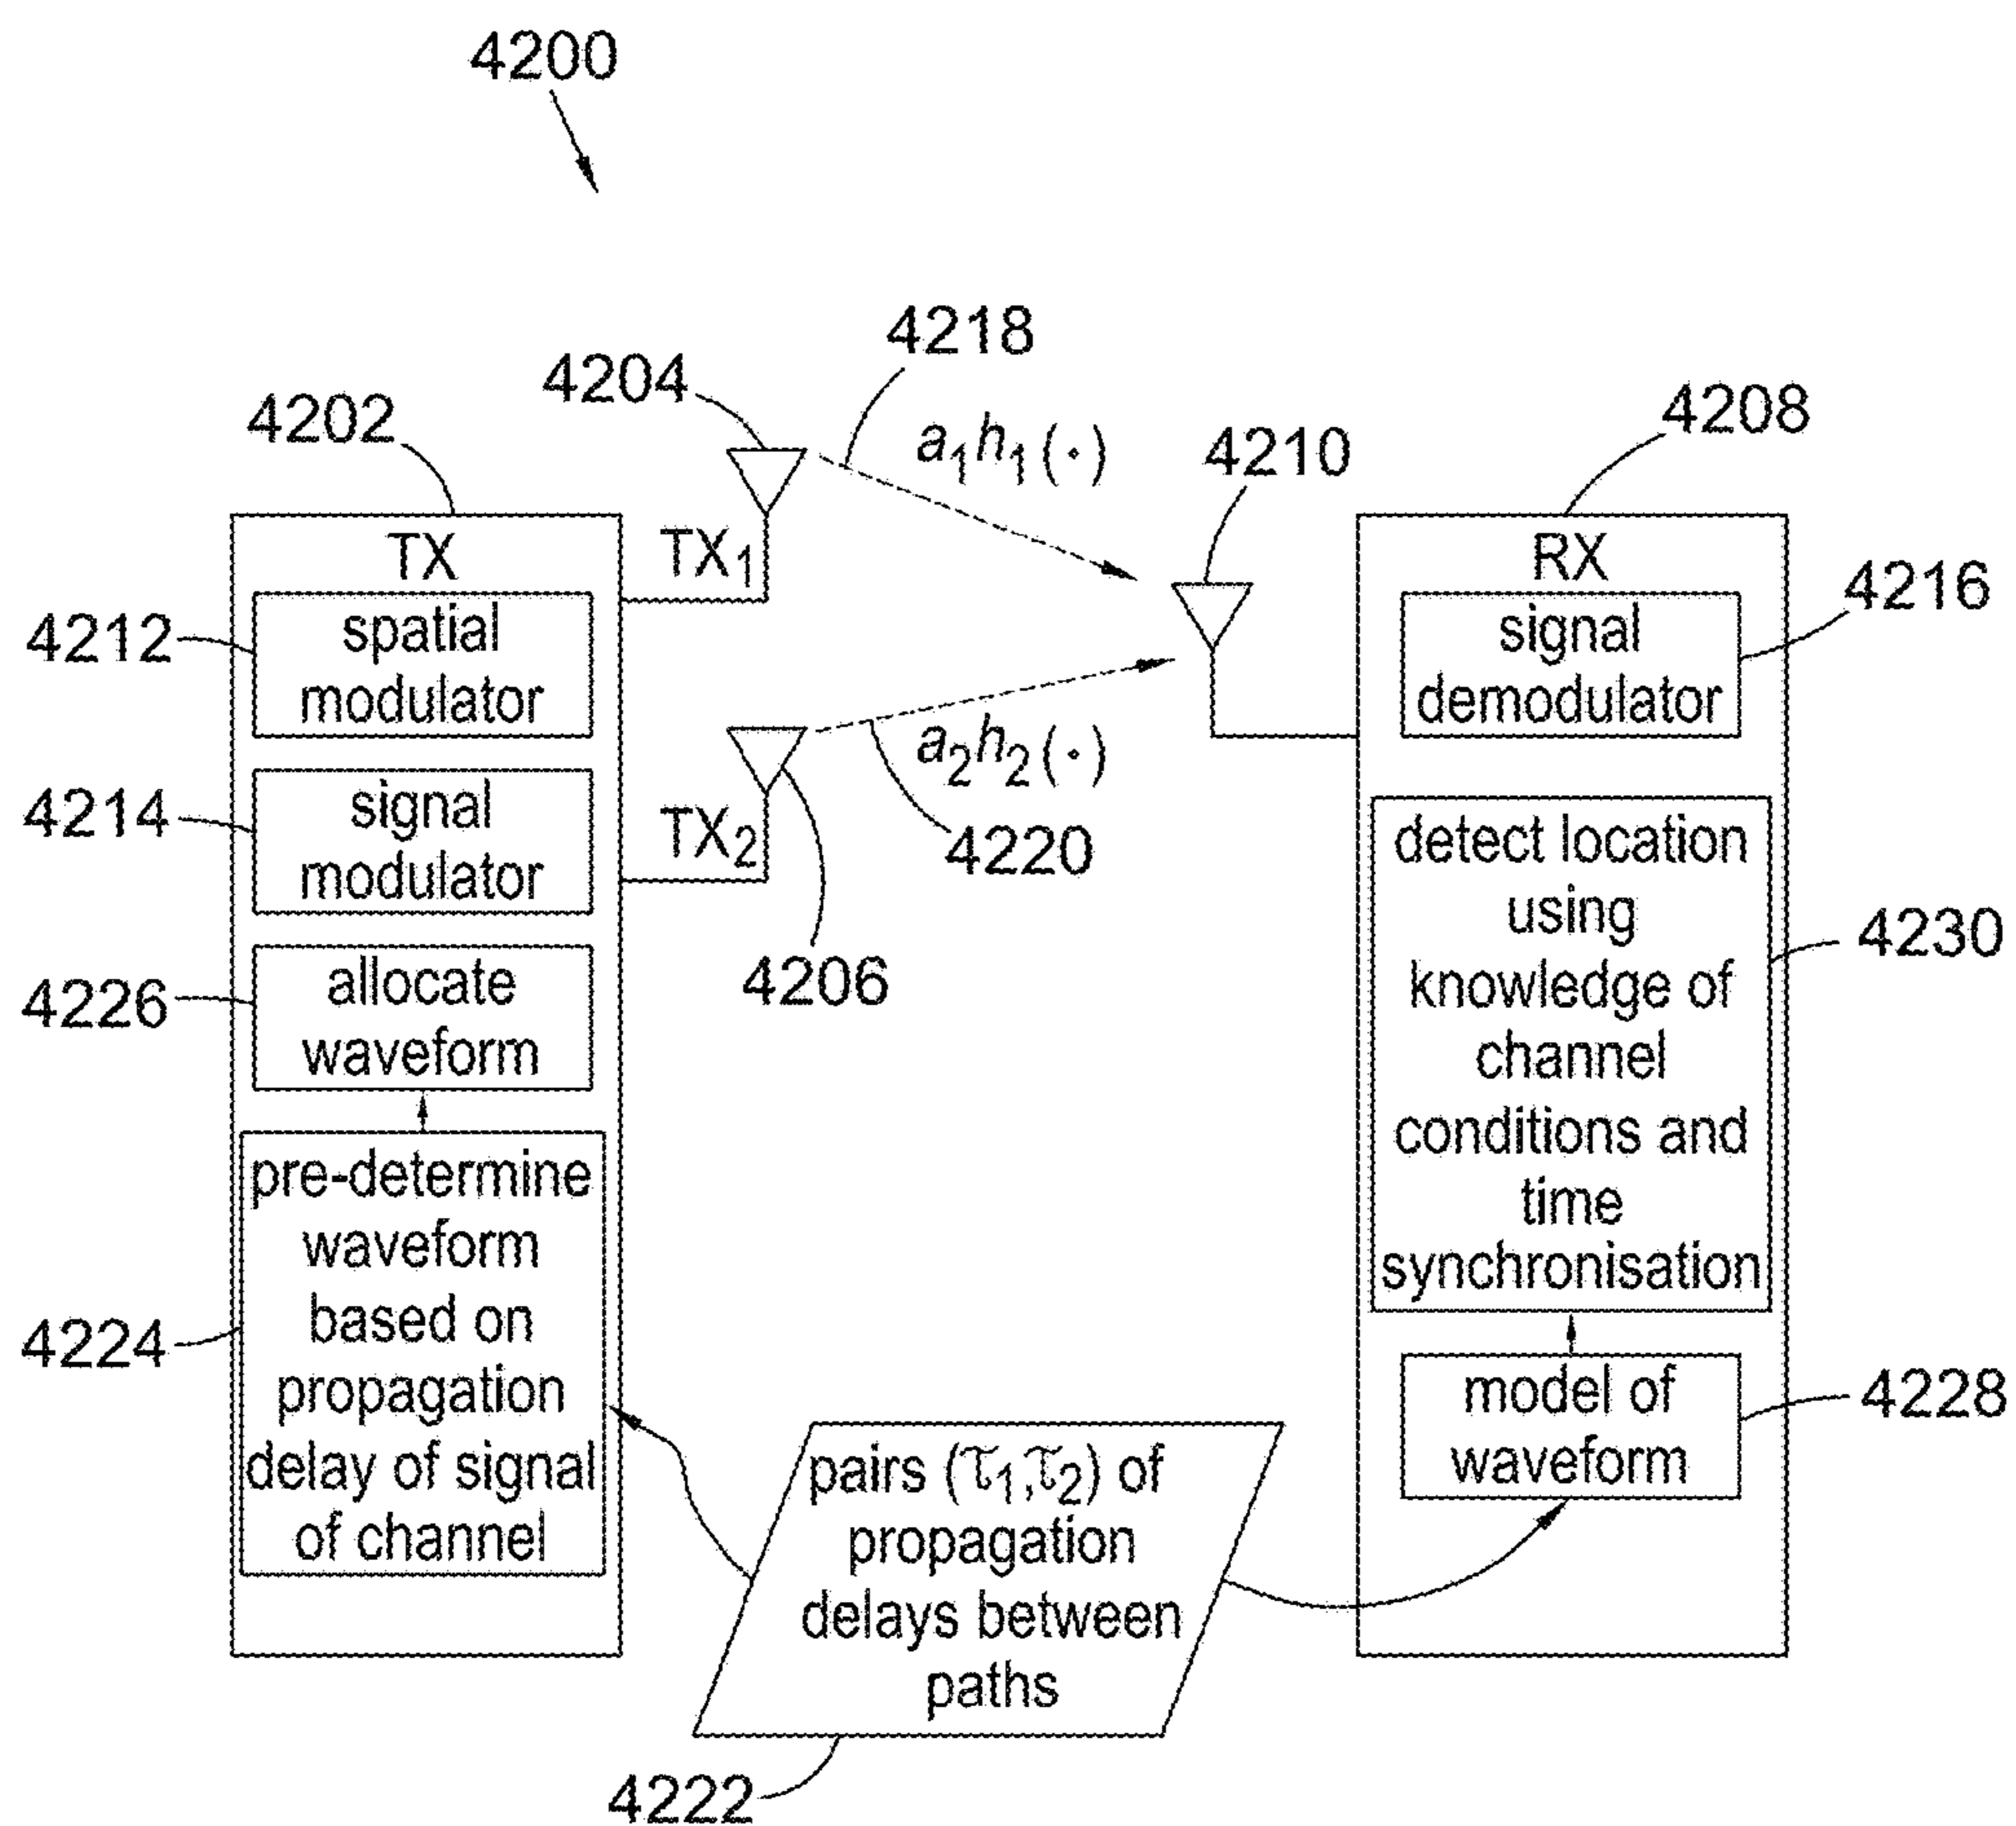 4200
4218
4204
4202
4208
a₁h₁(·)
4210
TX
TX₁
RX
4212
spatial
modulator
signal
demodulator
4216
a₂h₂(·)
4214
signal
modulator
TX₂
4220
detect location
using
knowledge of
channel
conditions and
time
synchronisation
4230
4206
4226
allocate
waveform
4224
pre-determine
waveform
based on
propagation
delay of signal
of channel
model of
waveform
4228
pairs (τ₁,τ₂) of
propagation
delays between
paths
4222